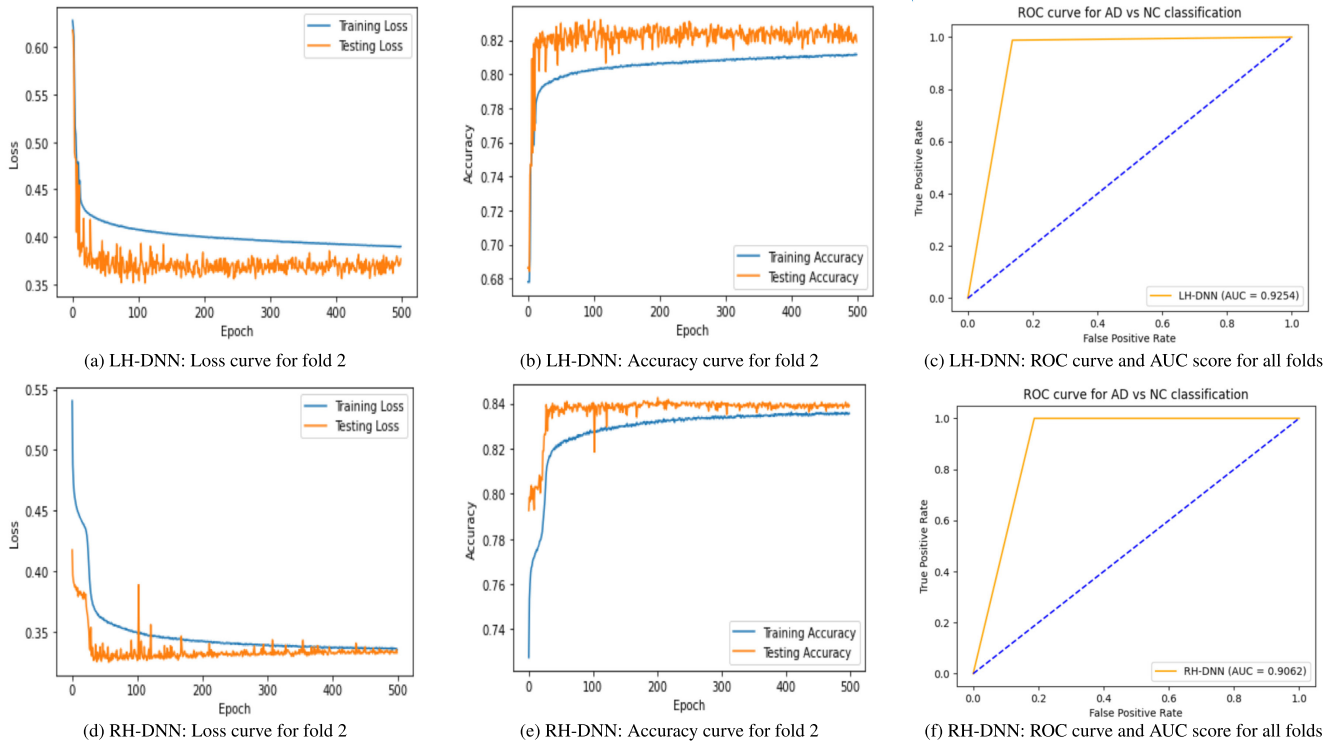 0.60
0.55
0.50
0.45
0.40
0.35
Loss
Training Loss
Testing Loss
0
100
200
300
400
500
Epoch
(a) LH-DNN: Loss curve for fold 2
0.82
0.80
0.78
0.76
0.74
0.72
0.70
0.68
Accuracy
Training Accuracy
Testing Accuracy
0
100
200
300
400
500
Epoch
(b) LH-DNN: Accuracy curve for fold 2
ROC curve for AD vs NC classification
1.0
0.8
0.6
0.4
0.2
0.0
True Positive Rate
LH-DNN (AUC = 0.9254)
0.0
0.2
0.4
0.6
0.8
1.0
False Positive Rate
(c) LH-DNN: ROC curve and AUC score for all folds
0.55
0.50
0.45
0.40
0.35
Loss
Training Loss
Testing Loss
0
100
200
300
400
500
Epoch
(d) RH-DNN: Loss curve for fold 2
0.84
0.82
0.80
0.78
0.76
0.74
Accuracy
Training Accuracy
Testing Accuracy
0
100
200
300
400
500
Epoch
(e) RH-DNN: Accuracy curve for fold 2
ROC curve for AD vs NC classification
1.0
0.8
0.6
0.4
0.2
0.0
True Positive Rate
RH-DNN (AUC = 0.9062)
0.0
0.2
0.4
0.6
0.8
1.0
False Positive Rate
(f) RH-DNN: ROC curve and AUC score for all folds